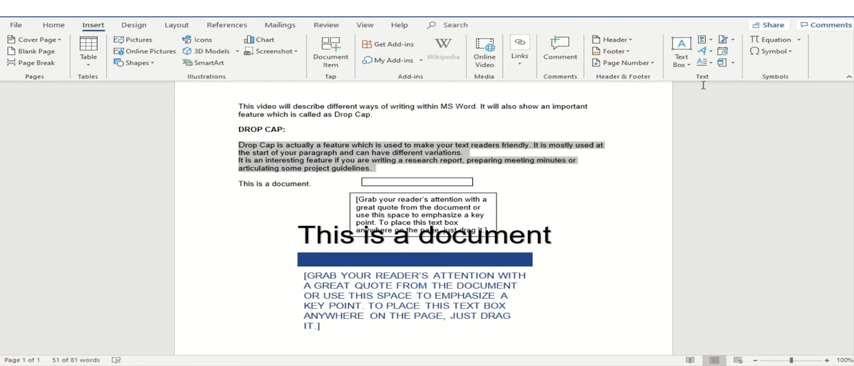 File Home Insert Design Layout References Mailings Review View Help Search Share Comments
Cover Page
Blank Page
Page Break
Pages
Table
Tables
Pictures
Online Pictures
Shapes
Icons
3D Models
SmartArt
Chart
Screenshot
Illustrations
Document
Item
Tap
Get Add-ins
My Add-ins
Wikipedia
Add-ins
Online
Video
Media
Links
Comment
Comments
Header
Footer
Page Number
Header & Footer
Text
Box
Text
Equation
Symbol
Symbols
This video will describe different ways of writing within MS Word. It will also show an important
feature which is called as Drop Cap.
DROP CAP:
Drop Cap is actually a feature which is used to make your text readers friendly. It is mostly used at
the start of your paragraph and can have different variations.
It is an interesting feature if you are writing a research report, preparing meeting minutes or
articulating some project guidelines.
This is a document.
[Grab your reader's attention with a
great quote from the document or
use this space to emphasize a key
point. To place this text box
anywhere on the page, just drag it.]
This is a document
[GRAB YOUR READER'S ATTENTION WITH
A GREAT QUOTE FROM THE DOCUMENT
OR USE THIS SPACE TO EMPHASIZE A
KEY POINT. TO PLACE THIS TEXT BOX
ANYWHERE ON THE PAGE, JUST DRAG
IT.]
Page 1 of 1 51 of 81 words 100%